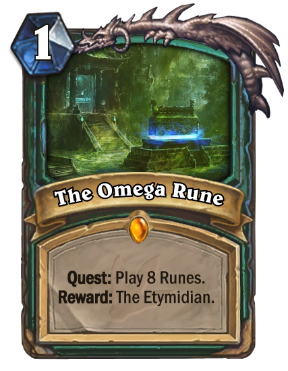 1
The Omega Rune
Quest: Play 8 Runes.
Reward: The Etymidian.